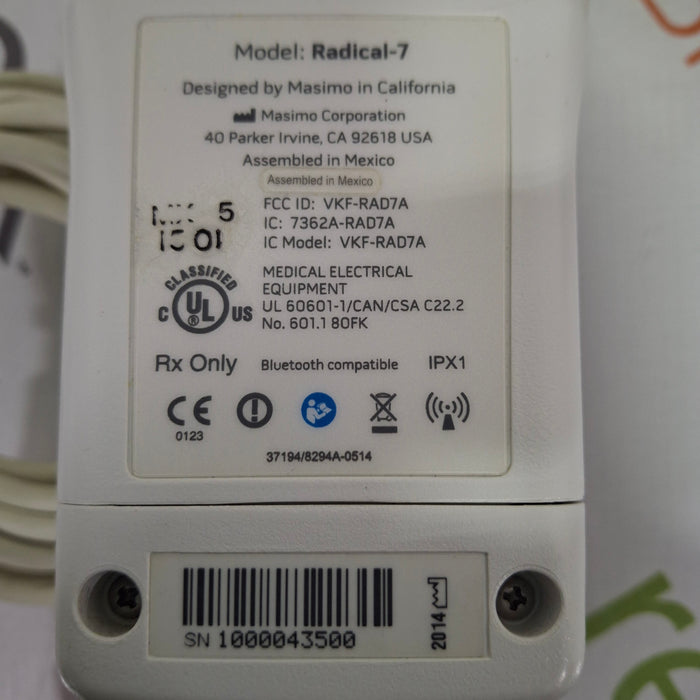 Model: Radical-7
Designed by Masimo in California
Masimo Corporation
40 Parker Irvine, CA 92618 USA
Assembled in Mexico
Assembled in Mexico
FCC ID: VKF-RAD7A
IC: 7362A-RAD7A
IC Model: VKF-RAD7A
5
01
CLASSIFIED
C UL US
®
MEDICAL ELECTRICAL
EQUIPMENT
UL 60601-1/CAN/CSA C22.2
No. 601.1 80FK
Rx Only
Bluetooth compatible
IPX1
CE
0123
37194/8294A-0514
SN 1000043500
2014
re